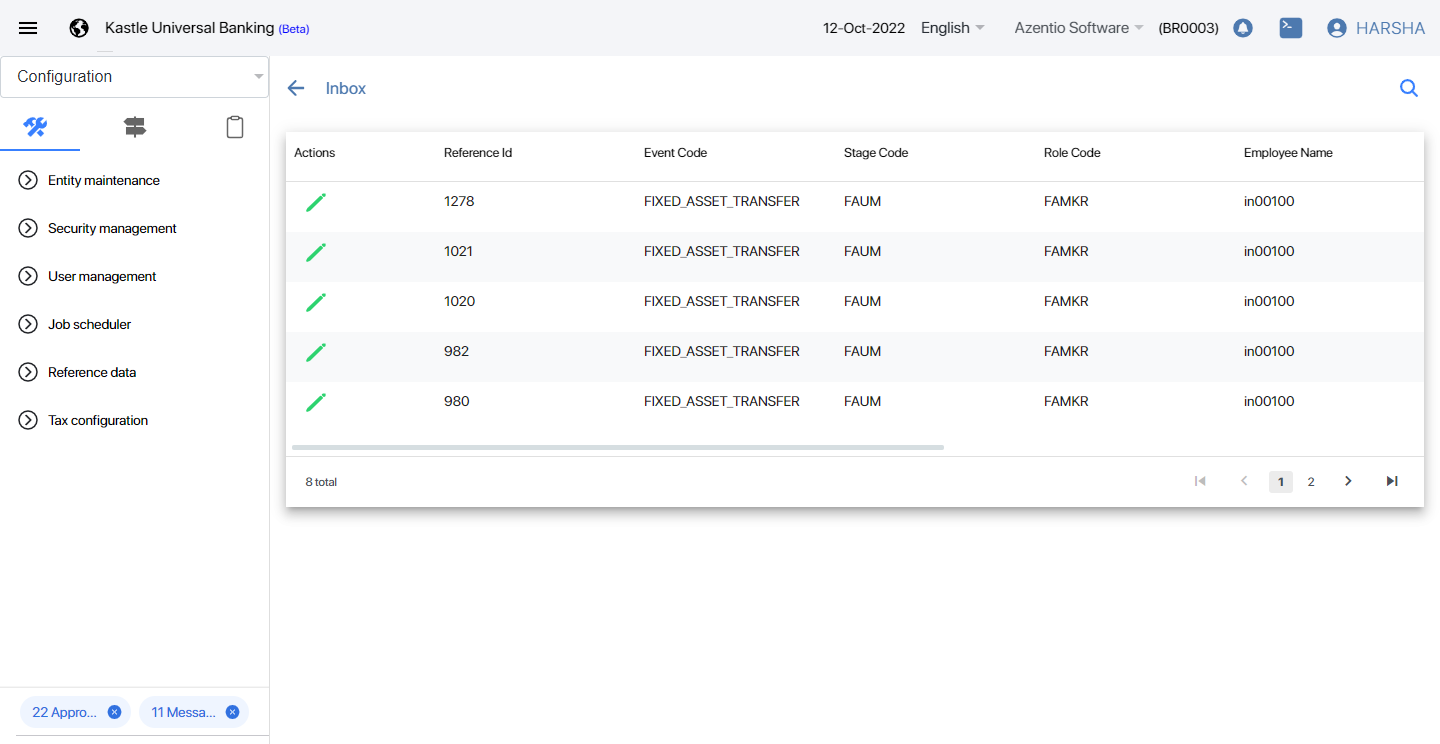 Kastle Universal Banking (Beta) 12-Oct-2022 English Azentio Software (BR0003) HARSHA
Configuration
Entity maintenance
Security management
User management
Job scheduler
Reference data
Tax configuration
22 Appro... 11 Messa...
Inbox
Actions Reference Id Event Code Stage Code Role Code Employee Name
1278 FIXED_ASSET_TRANSFER FAUM FAMKR in00100
1021 FIXED_ASSET_TRANSFER FAUM FAMKR in00100
1020 FIXED_ASSET_TRANSFER FAUM FAMKR in00100
982 FIXED_ASSET_TRANSFER FAUM FAMKR in00100
980 FIXED_ASSET_TRANSFER FAUM FAMKR in00100
8 total 1 2